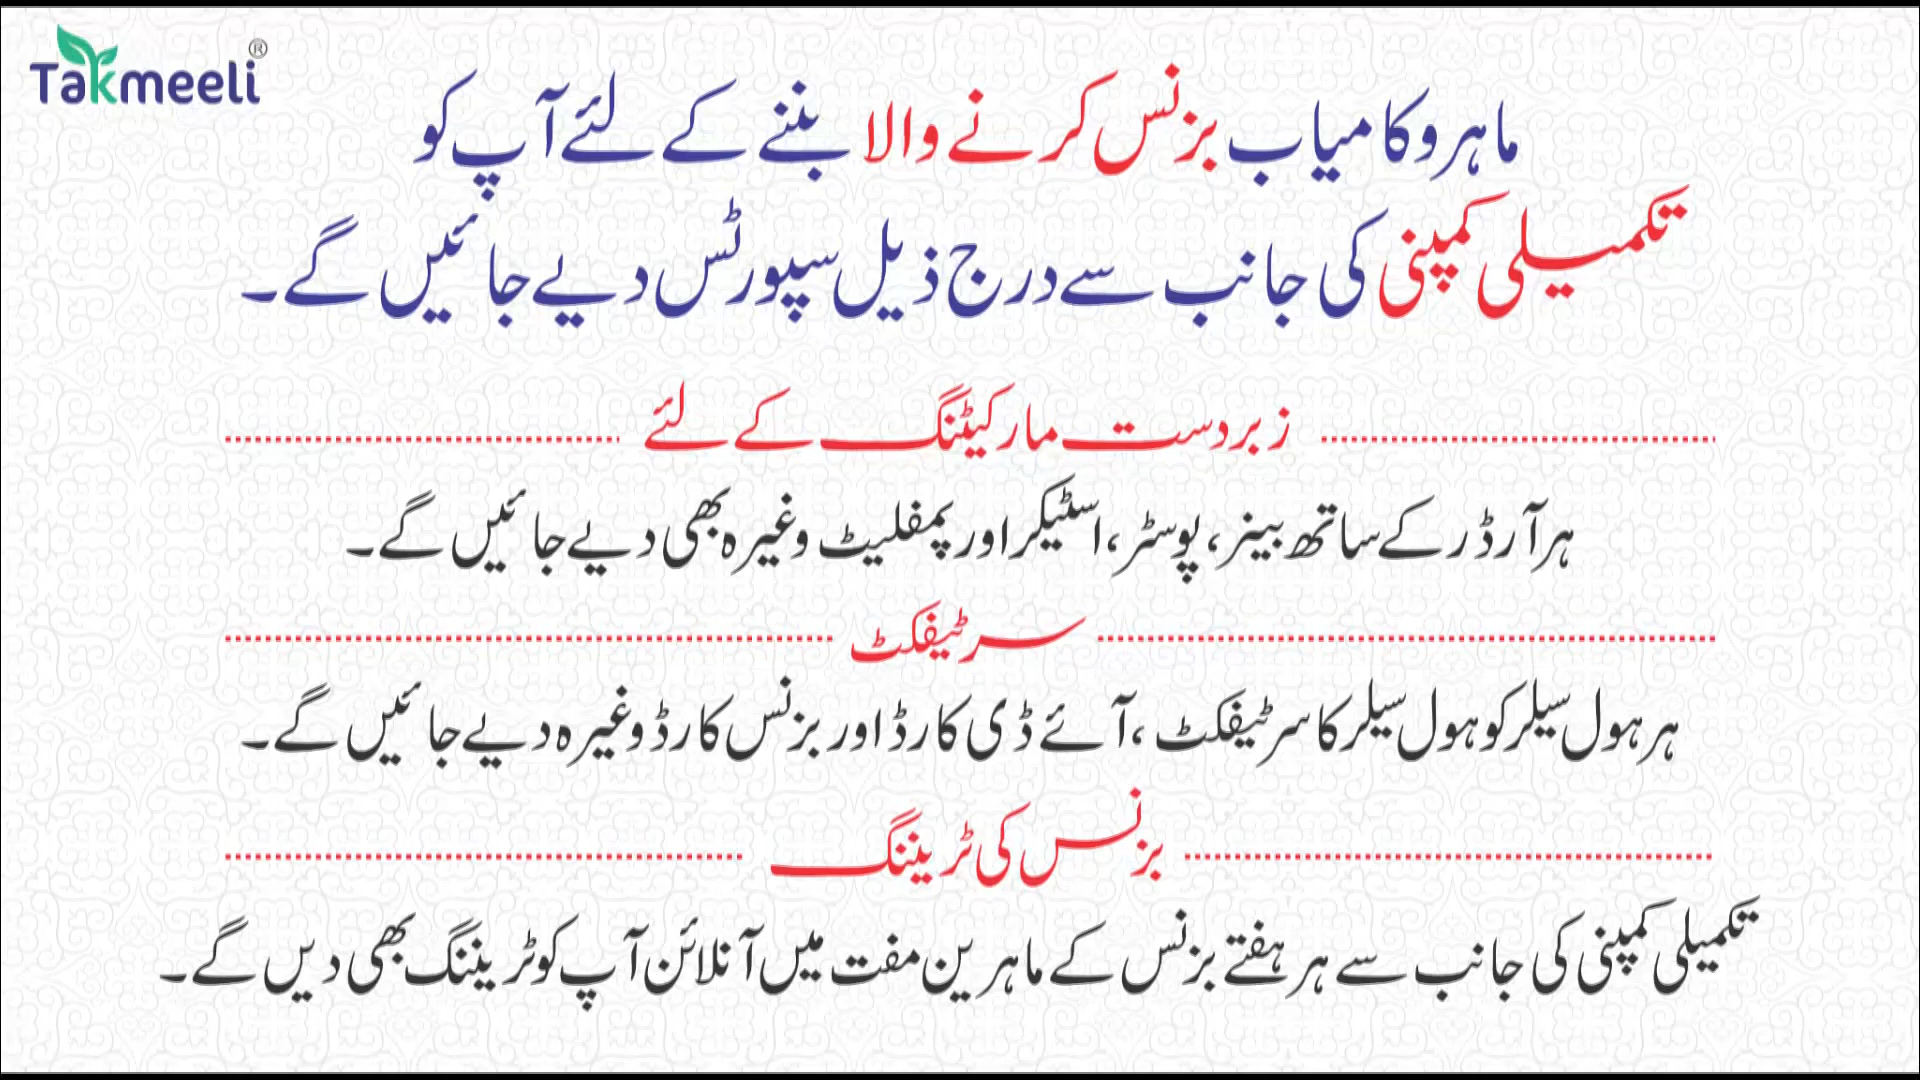 Takmeeli®
ماہر و کامیاب بزنس کرنے والا بننے کے لئے آپ کو
تکمیلی کمپنی کی جانب سے درج ذیل سپورٹس دیے جائیں گے۔
زبردست مارکیٹنگ کے لئے
ہر آرڈر کے ساتھ بینر، پوسٹر، اسٹیکر اور پمفلیٹ وغیرہ بھی دیے جائیں گے۔
سرٹیفکٹ
ہر ہول سیلر کو ہول سیلر کا سرٹیفکٹ، آئے ڈی کارڈ اور بزنس کارڈ وغیرہ دیے جائیں گے۔
بزنس کی ٹریننگ
تکمیلی کمپنی کی جانب سے ہر ہفتے بزنس کے ماہرین مفت میں آنلائن آپ کو ٹریننگ بھی دیں گے۔